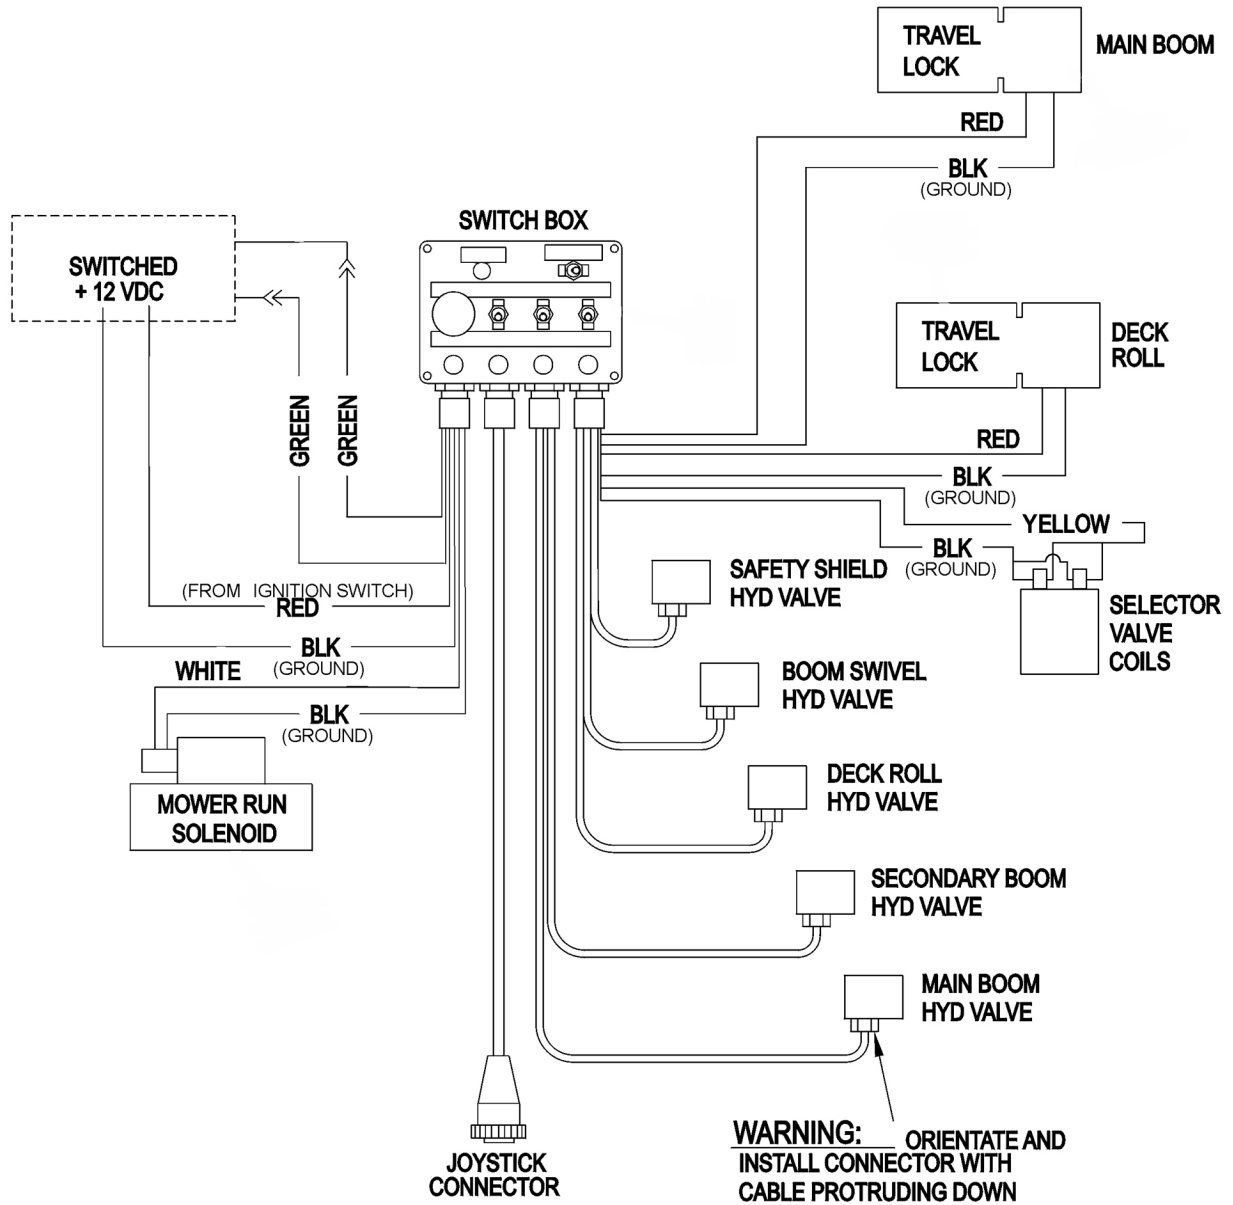 TRAVEL
LOCK
MAIN BOOM
RED
BLK
(GROUND)
SWITCH BOX
SWITCHED
+ 12 VDC
TRAVEL
LOCK
DECK
ROLL
GREEN
GREEN
RED
BLK
(GROUND)
YELLOW
BLK
(GROUND)
SAFETY SHIELD
HYD VALVE
SELECTOR
VALVE
COILS
(FROM IGNITION SWITCH)
RED
BLK
(GROUND)
WHITE
BLK
(GROUND)
BOOM SWIVEL
HYD VALVE
MOWER RUN
SOLENOID
DECK ROLL
HYD VALVE
SECONDARY BOOM
HYD VALVE
MAIN BOOM
HYD VALVE
JOYSTICK
CONNECTOR
WARNING: ORIENTATE AND
INSTALL CONNECTOR WITH
CABLE PROTRUDING DOWN